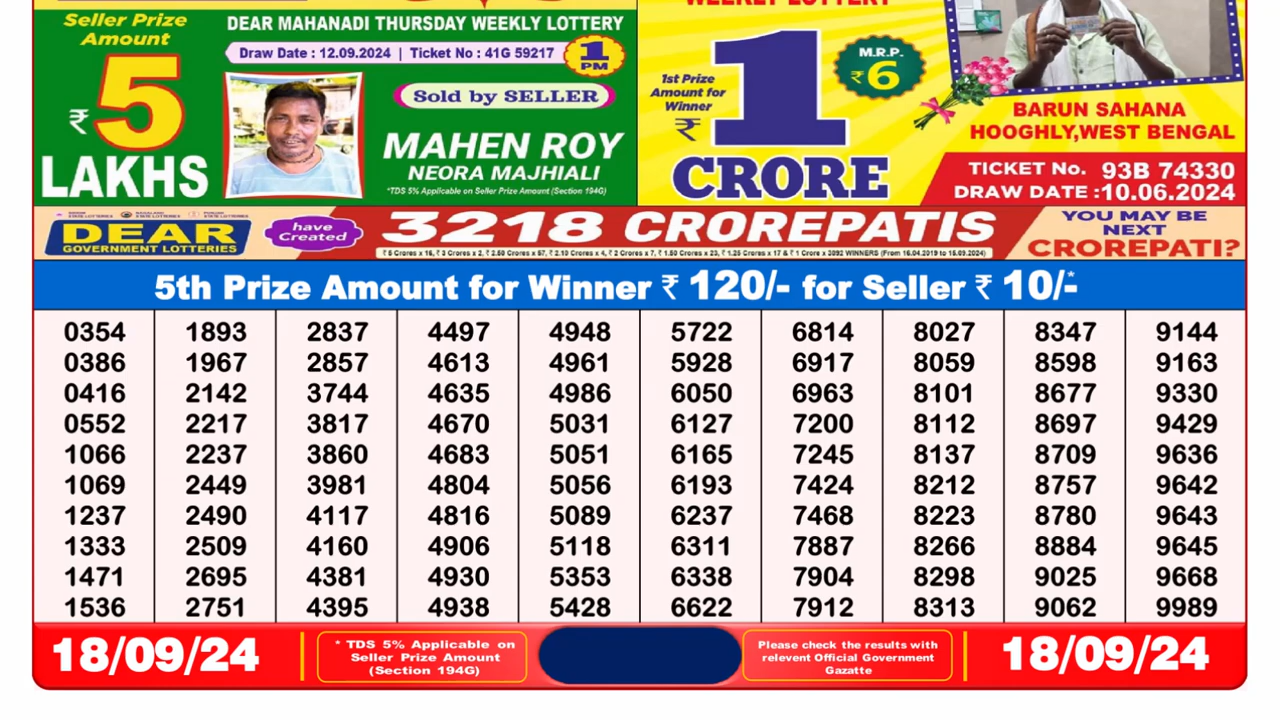 Seller Prize
Amount
₹5
LAKHS
DEAR MAHANADI THURSDAY WEEKLY LOTTERY
Draw Date : 12.09.2024 | Ticket No : 41G 59217
1
PM
Sold by SELLER
MAHEN ROY
NEORA MAJHIALI
*TDS 5% Applicable on Seller Prize Amount (Section 194G)
WEEKLY LOTTERY
1st Prize
Amount for
Winner
₹1
CRORE
M.R.P.
₹6
BARUN SAHANA
HOOGHLY,WEST BENGAL
TICKET No. 93B 74330
DRAW DATE :10.06.2024
DEAR
GOVERNMENT LOTTERIES
have
Created
3218 CROREPATIS
YOU MAY BE
NEXT
CROREPATI?
5th Prize Amount for Winner ₹ 120/- for Seller ₹ 10/-*
0354 1893 2837 4497 4948 5722 6814 8027 8347 9144
0386 1967 2857 4613 4961 5928 6917 8059 8598 9163
0416 2142 3744 4635 4986 6050 6963 8101 8677 9330
0552 2217 3817 4670 5031 6127 7200 8112 8697 9429
1066 2237 3860 4683 5051 6165 7245 8137 8709 9636
1069 2449 3981 4804 5056 6193 7424 8212 8757 9642
1237 2490 4117 4816 5089 6237 7468 8223 8780 9643
1333 2509 4160 4906 5118 6311 7887 8266 8884 9645
1471 2695 4381 4930 5353 6338 7904 8298 9025 9668
1536 2751 4395 4938 5428 6622 7912 8313 9062 9989
18/09/24
* TDS 5% Applicable on
Seller Prize Amount
(Section 194G)
Please check the results with
relevent Official Government
Gazatte
18/09/24